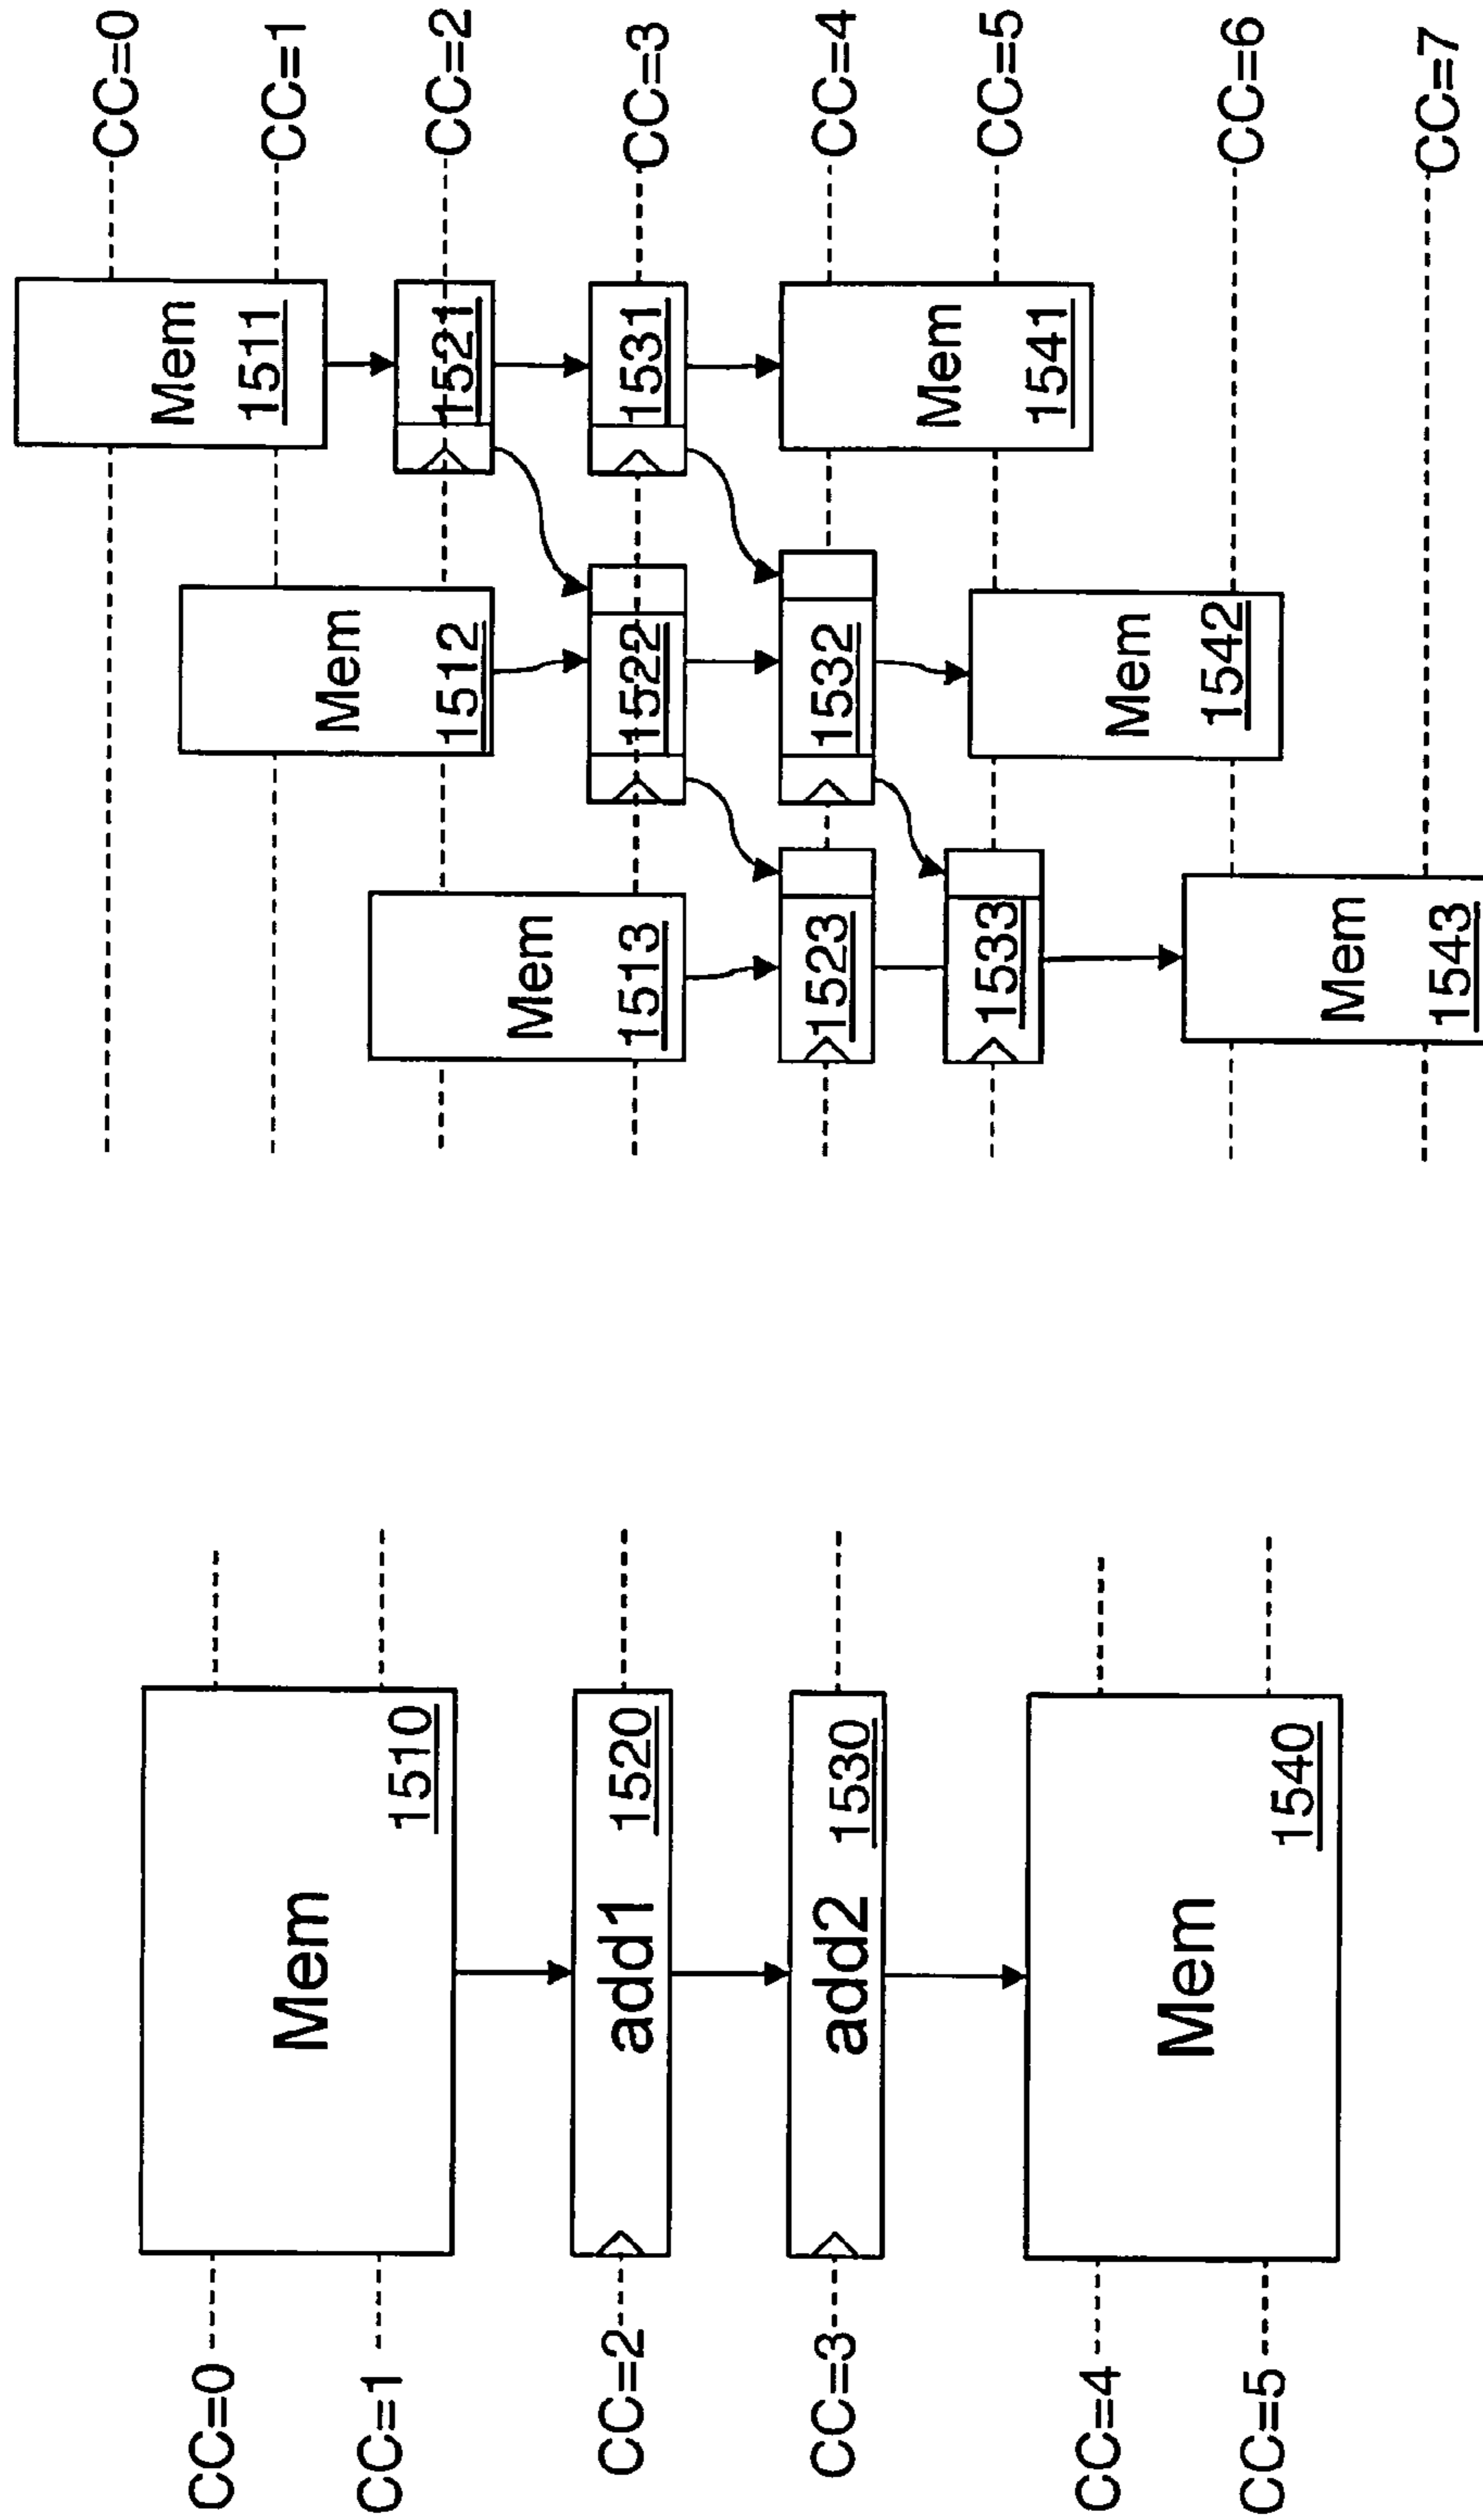 CC=0
CC=1
CC=2
CC=3
CC=4
CC=5
Mem
1510
add1 1520
add2 1530
Mem
1540
Mem
1513
1523
1533
Mem
1543
Mem
1512
1522
1532
Mem
1542
Mem
1511
1521
1531
Mem
1541
CC=0
CC=1
CC=2
CC=3
CC=4
CC=5
CC=6
CC=7